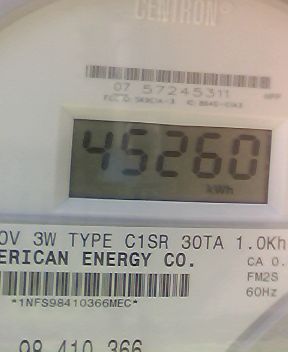 CENTRON®
07 57245311
45260
kWh
0V 3W TYPE C1SR 30TA 1.0Kh
ERICAN ENERGY CO.
CA 0.
FM2S
*1NFS98410366MEC*
60Hz
98 410 366